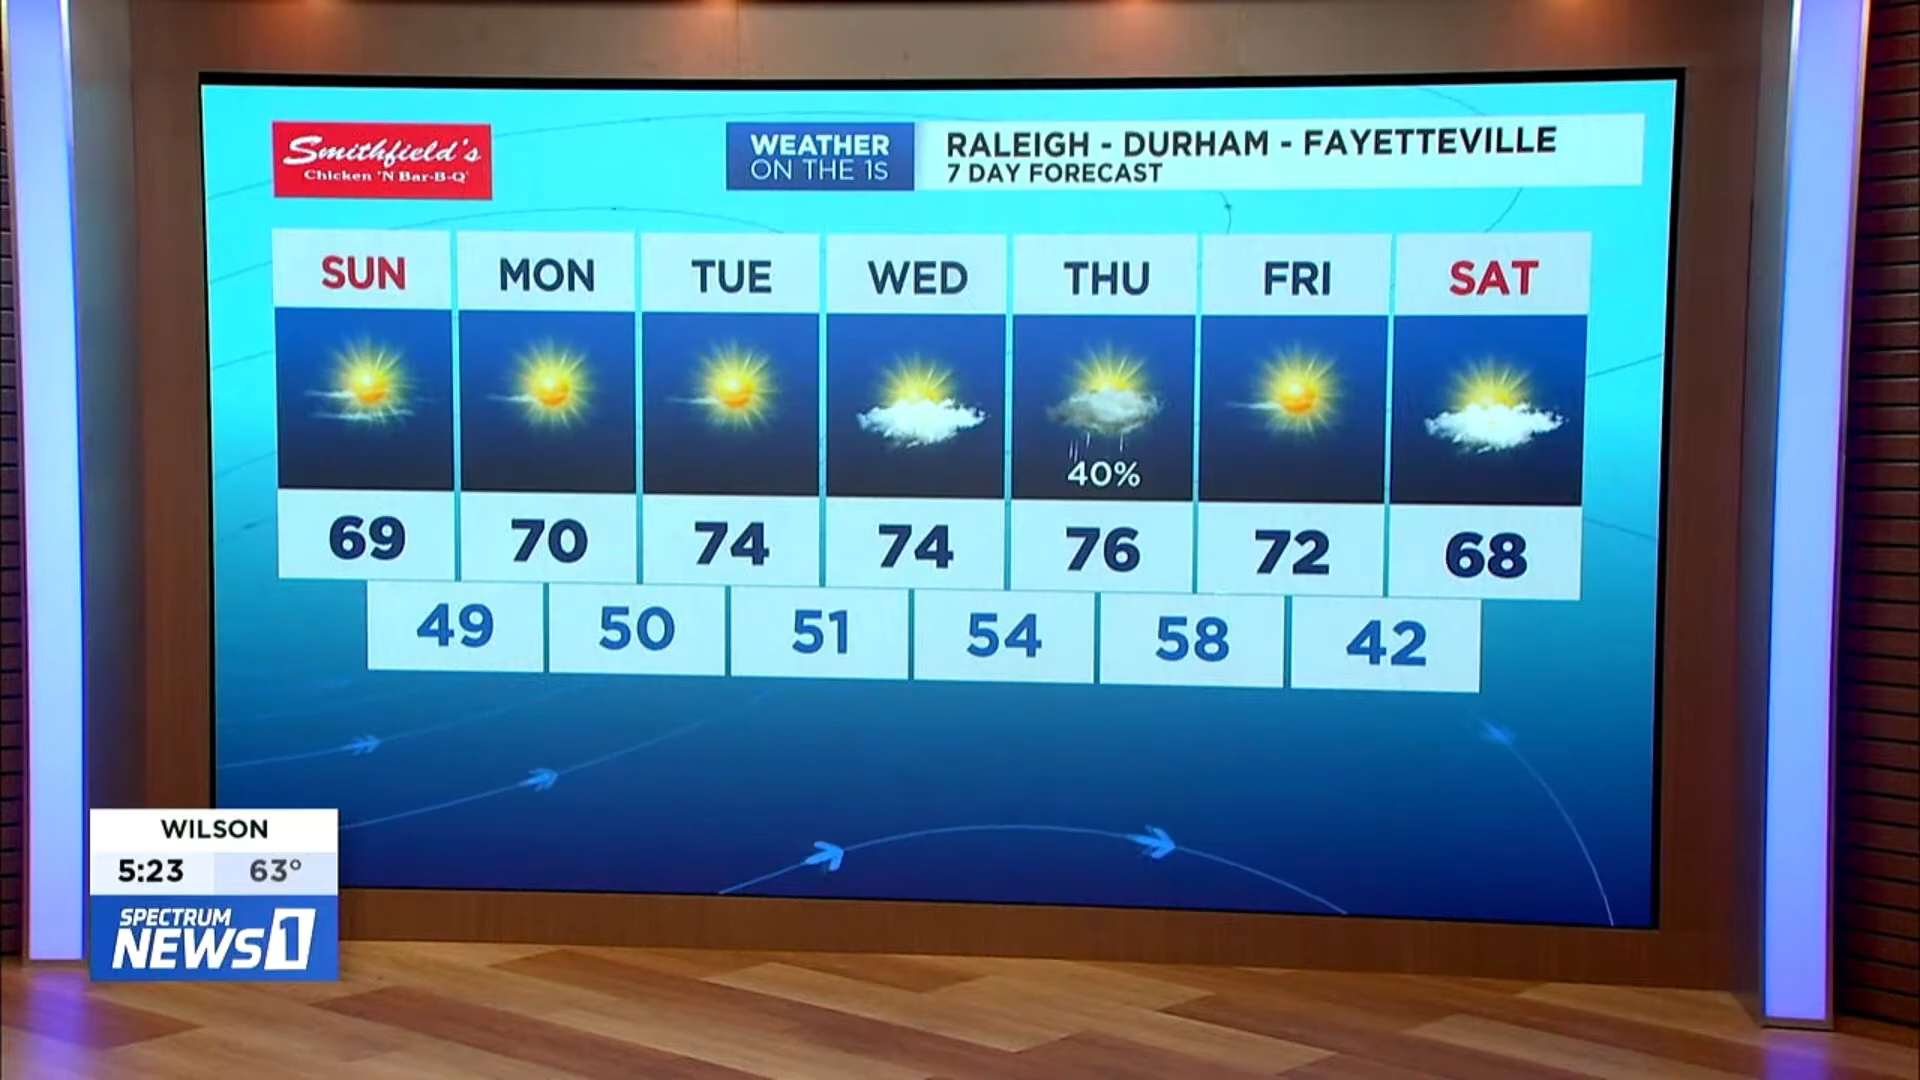 Smithfield's
Chicken 'N Bar-B-Q
WEATHER
ON THE 1S
RALEIGH - DURHAM - FAYETTEVILLE
7 DAY FORECAST
SUN MON TUE WED THU FRI SAT
40%
69 70 74 74 76 72 68
49 50 51 54 58 42
WILSON
5:23 63°
SPECTRUM
NEWS 1